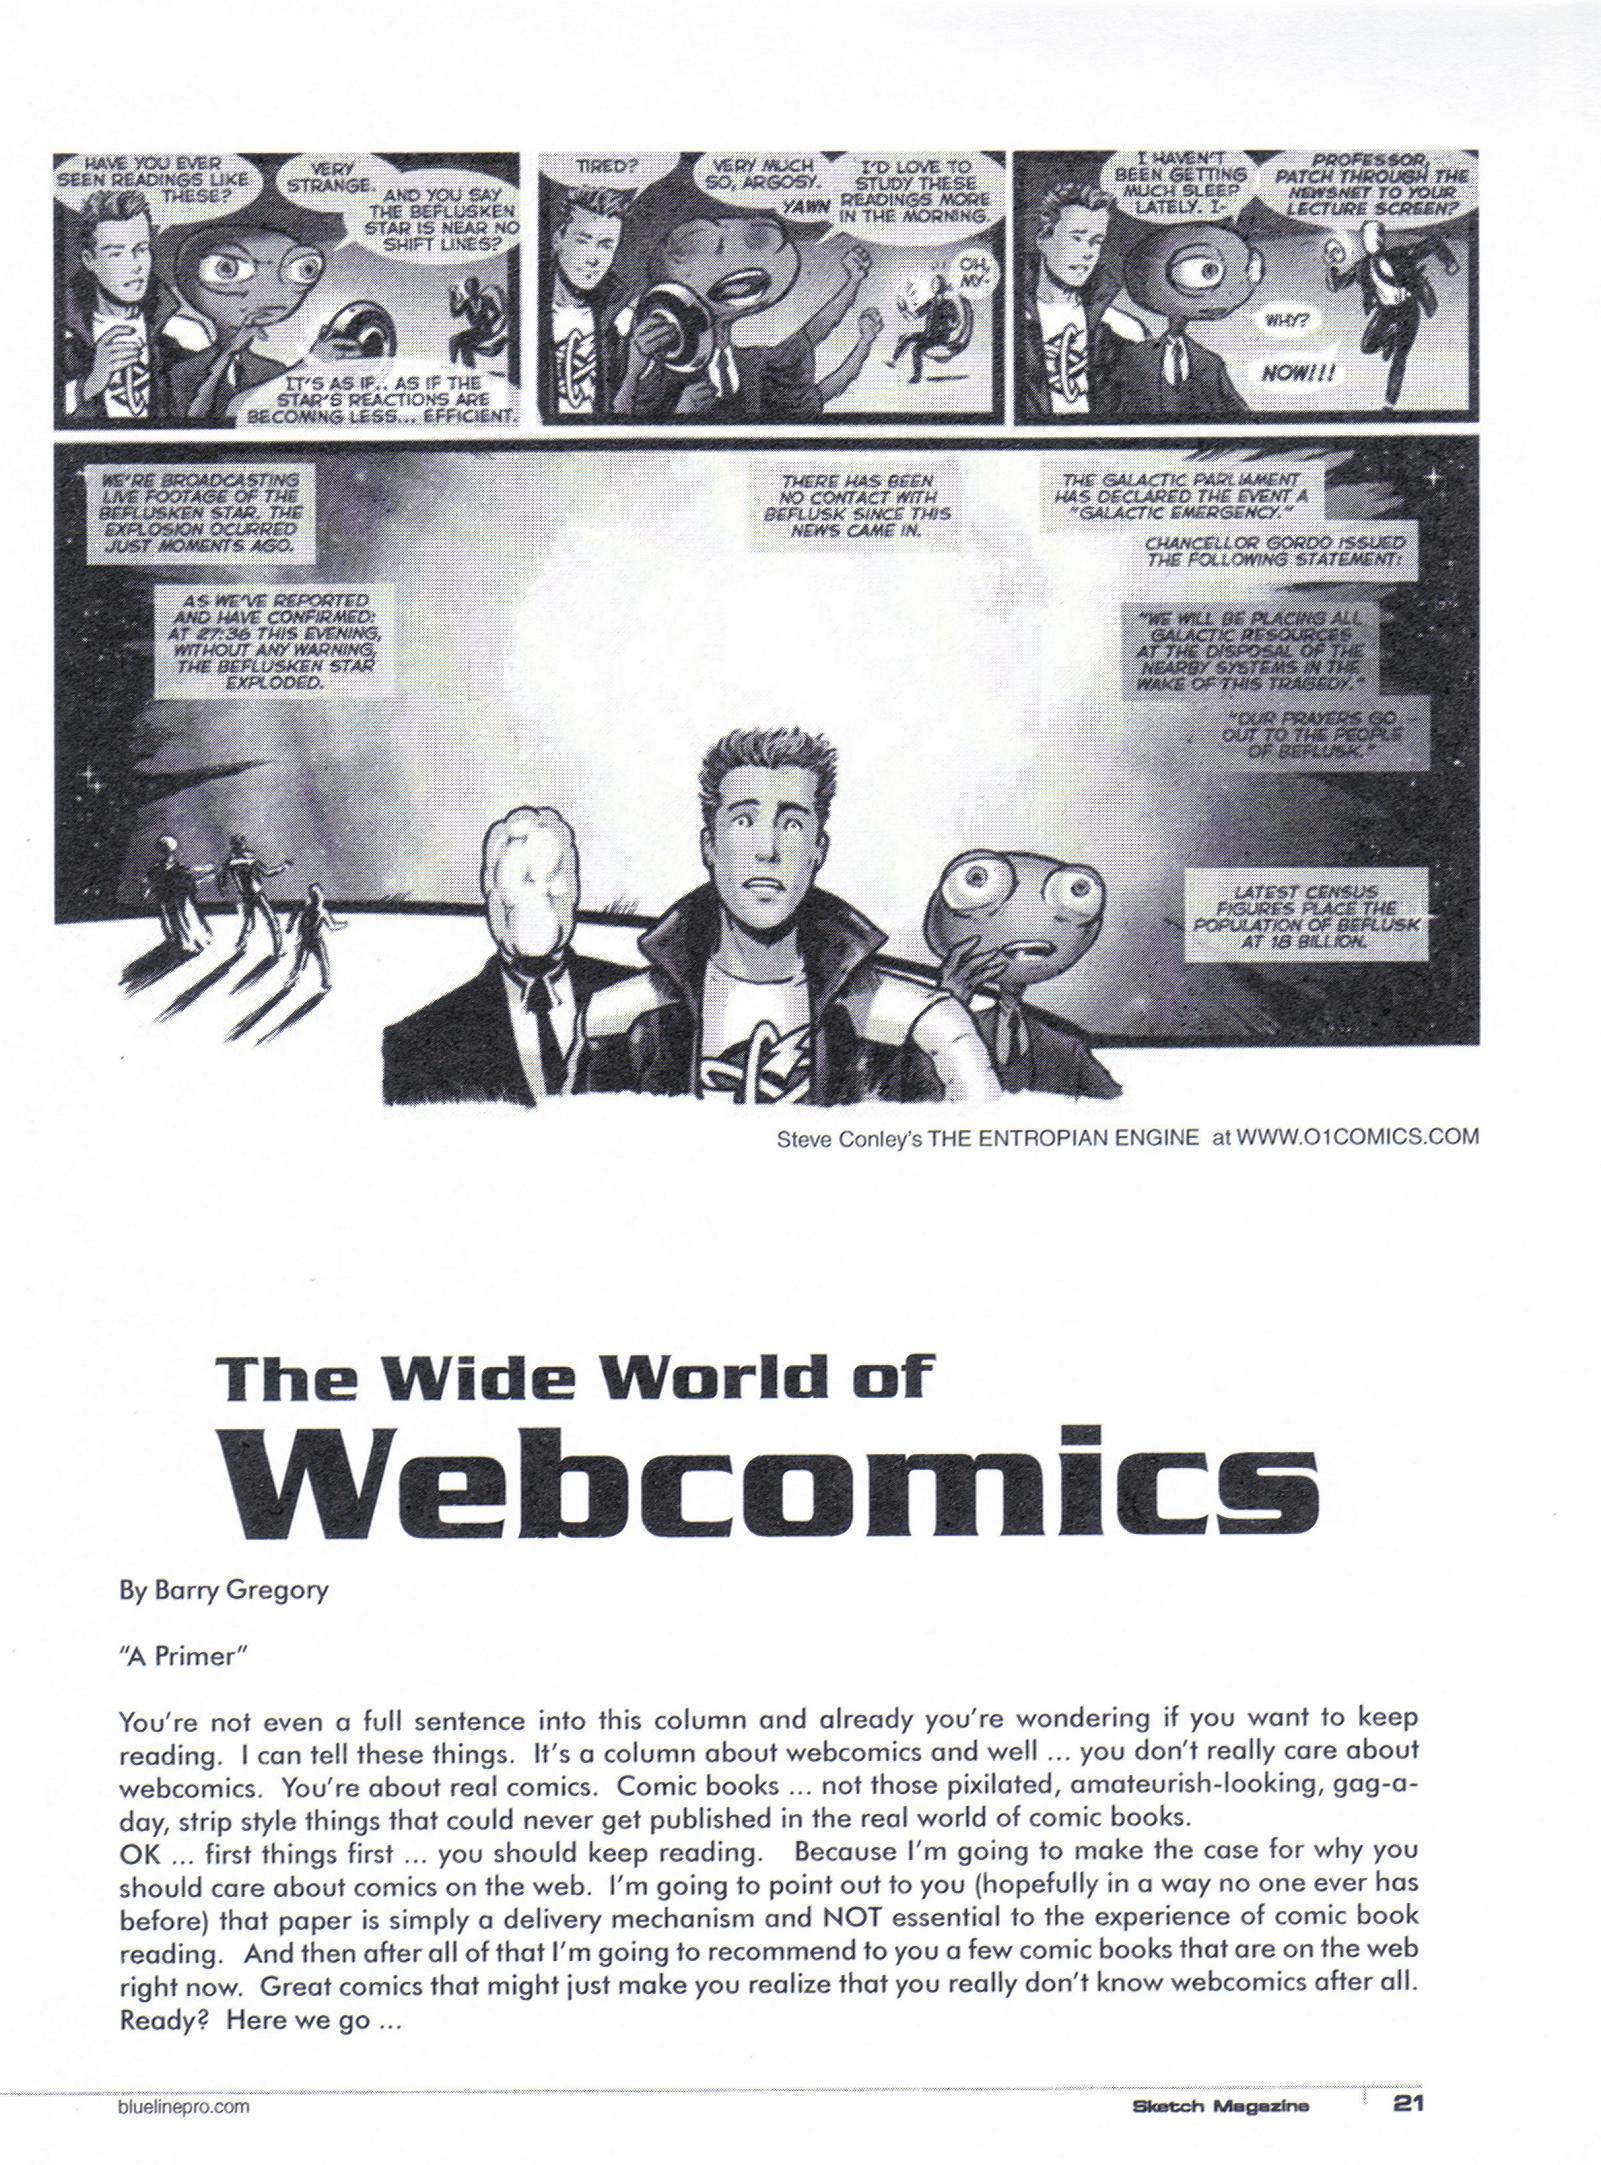 HAVE YOU EVER
SEEN READINGS LIKE
THESE?
VERY
STRANGE.
AND YOU SAY
THE BEFLUSKEN
STAR IS NEAR NO
SHIFT LINES?
IT'S AS IF.. AS IF THE
STAR'S REACTIONS ARE
BECOMING LESS... EFFICIENT.
TIRED?
VERY MUCH
SO, ARGOSY.
YAWN
I'D LOVE TO
STUDY THESE
READINGS MORE
IN THE MORNING.
OH,
MY.
I HAVEN'T
BEEN GETTING
MUCH SLEEP
LATELY. I-
PROFESSOR,
PATCH THROUGH THE
NEWSNET TO YOUR
LECTURE SCREEN?
WHY?
NOW!!!
WE'RE BROADCASTING
LIVE FOOTAGE OF THE
BEFLUSKEN STAR. THE
EXPLOSION OCURRED
JUST MOMENTS AGO.
AS WE'VE REPORTED
AND HAVE CONFIRMED:
AT 27:36 THIS EVENING,
WITHOUT ANY WARNING,
THE BEFLUSKEN STAR
EXPLODED.
THERE HAS BEEN
NO CONTACT WITH
BEFLUSK SINCE THIS
NEWS CAME IN.
THE GALACTIC PARLIAMENT
HAS DECLARED THE EVENT A
"GALACTIC EMERGENCY."
CHANCELLOR GORDO ISSUED
THE FOLLOWING STATEMENT:
"WE WILL BE PLACING ALL
GALACTIC RESOURCES
AT THE DISPOSAL OF THE
NEARBY SYSTEMS IN THE
WAKE OF THIS TRAGEDY."
"OUR PRAYERS GO
OUT TO THE PEOPLE
OF BEFLUSK."
LATEST CENSUS
FIGURES PLACE THE
POPULATION OF BEFLUSK
AT 18 BILLION.
Steve Conley's THE ENTROPIAN ENGINE at WWW.O1COMICS.COM
The Wide World of
Webcomics
By Barry Gregory
"A Primer"
You're not even a full sentence into this column and already you're wondering if you want to keep
reading. I can tell these things. It's a column about webcomics and well ... you don't really care about
webcomics. You're about real comics. Comic books ... not those pixilated, amateurish-looking, gag-a-
day, strip style things that could never get published in the real world of comic books.
OK ... first things first ... you should keep reading. Because I'm going to make the case for why you
should care about comics on the web. I'm going to point out to you (hopefully in a way no one ever has
before) that paper is simply a delivery mechanism and NOT essential to the experience of comic book
reading. And then after all of that I'm going to recommend to you a few comic books that are on the web
right now. Great comics that might just make you realize that you really don't know webcomics after all.
Ready? Here we go ...
bluelinepro.com
Sketch Magazine
21